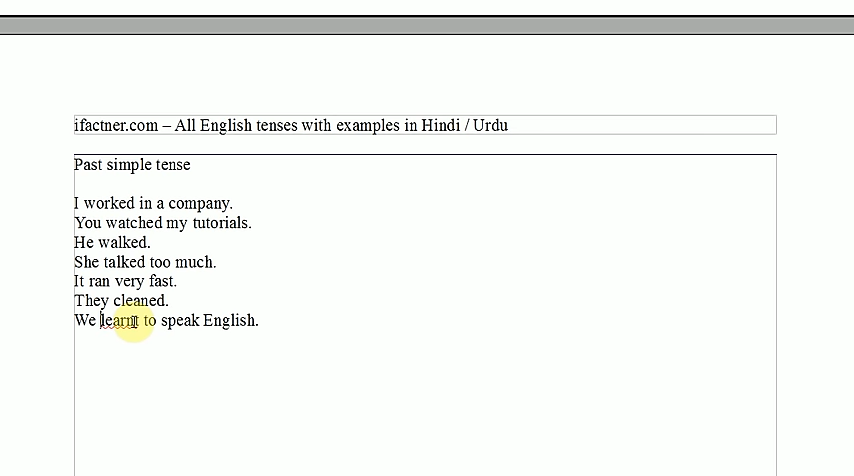 ifactner.com – All English tenses with examples in Hindi / Urdu
Past simple tense
I worked in a company.
You watched my tutorials.
He walked.
She talked too much.
It ran very fast.
They cleaned.
We learnt to speak English.